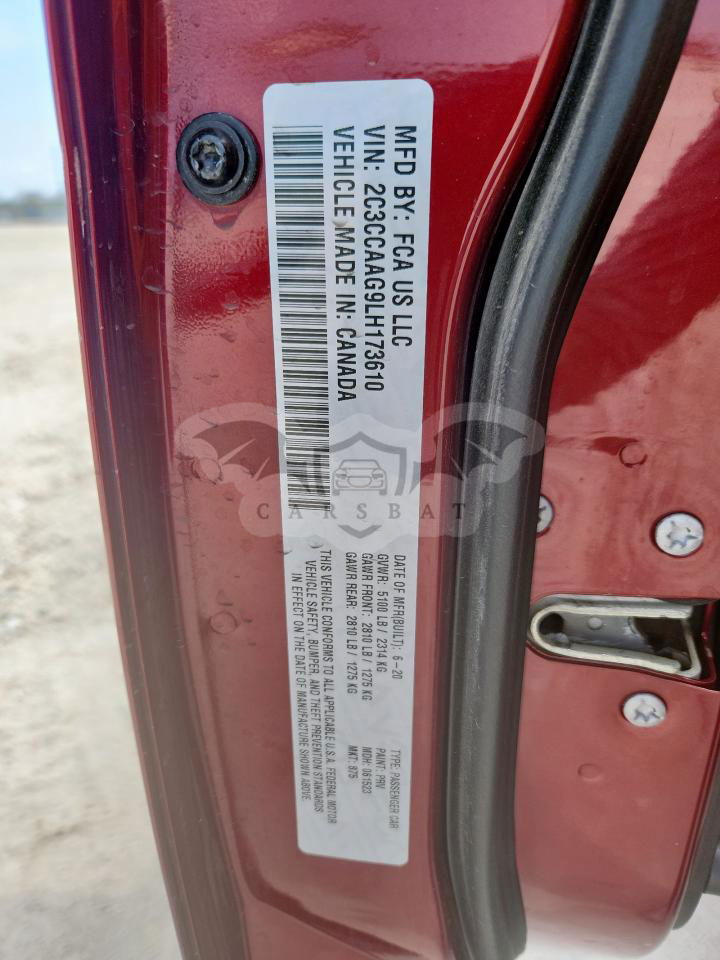 MFD BY: FCA US LLC
VIN: 2C3CCAAG9LH173610
VEHICLE MADE IN: CANADA
DATE OF MFR(BUILT): 6-20
GVWR: 5100 LB / 2314 KG
GAWR FRONT: 2810 LB / 1275 KG
GAWR REAR: 2810 LB / 1275 KG
TYPE: PASSENGER CAR
PAINT: PRV
MDH: 061523
MKT: 875
THIS VEHICLE CONFORMS TO ALL APPLICABLE U.S.A. FEDERAL MOTOR
VEHICLE SAFETY, BUMPER, AND THEFT PREVENTION STANDARDS
IN EFFECT ON THE DATE OF MANUFACTURE SHOWN ABOVE.
CARSBAT